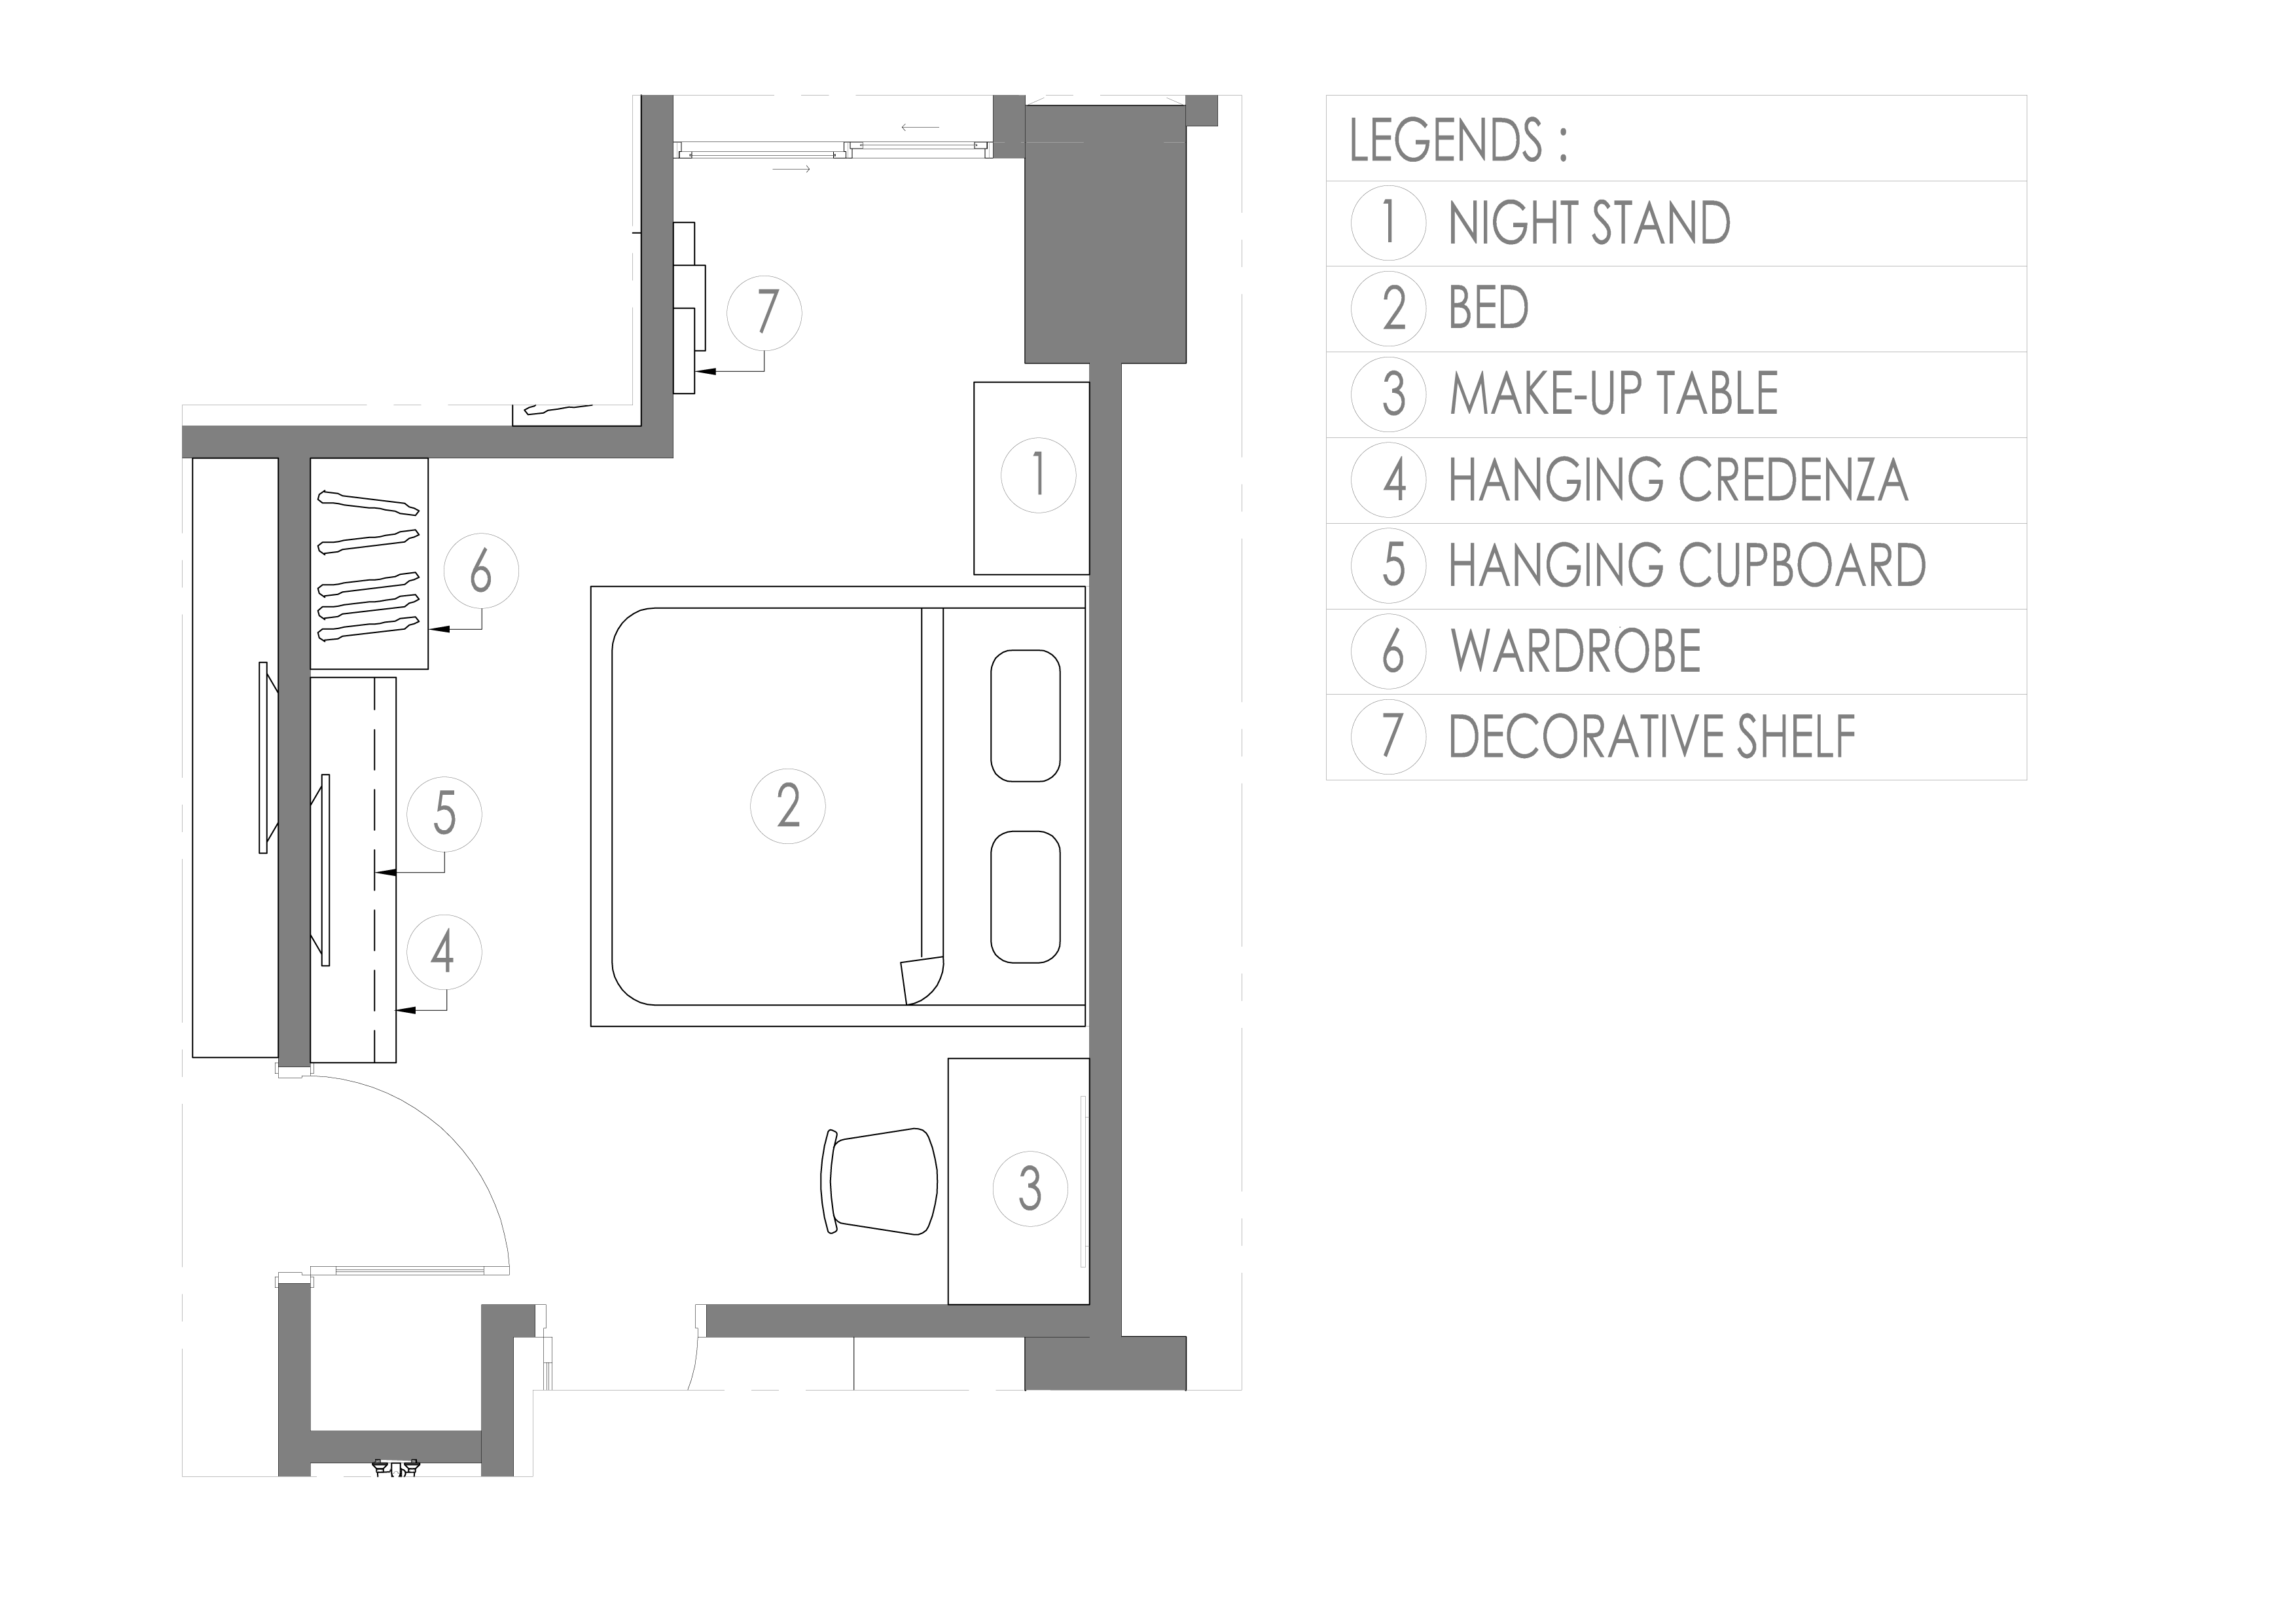 LEGENDS :
1 NIGHT STAND
2 BED
3 MAKE-UP TABLE
4 HANGING CREDENZA
5 HANGING CUPBOARD
6 WARDROBE
7 DECORATIVE SHELF
7
1
6
2
5
4
3